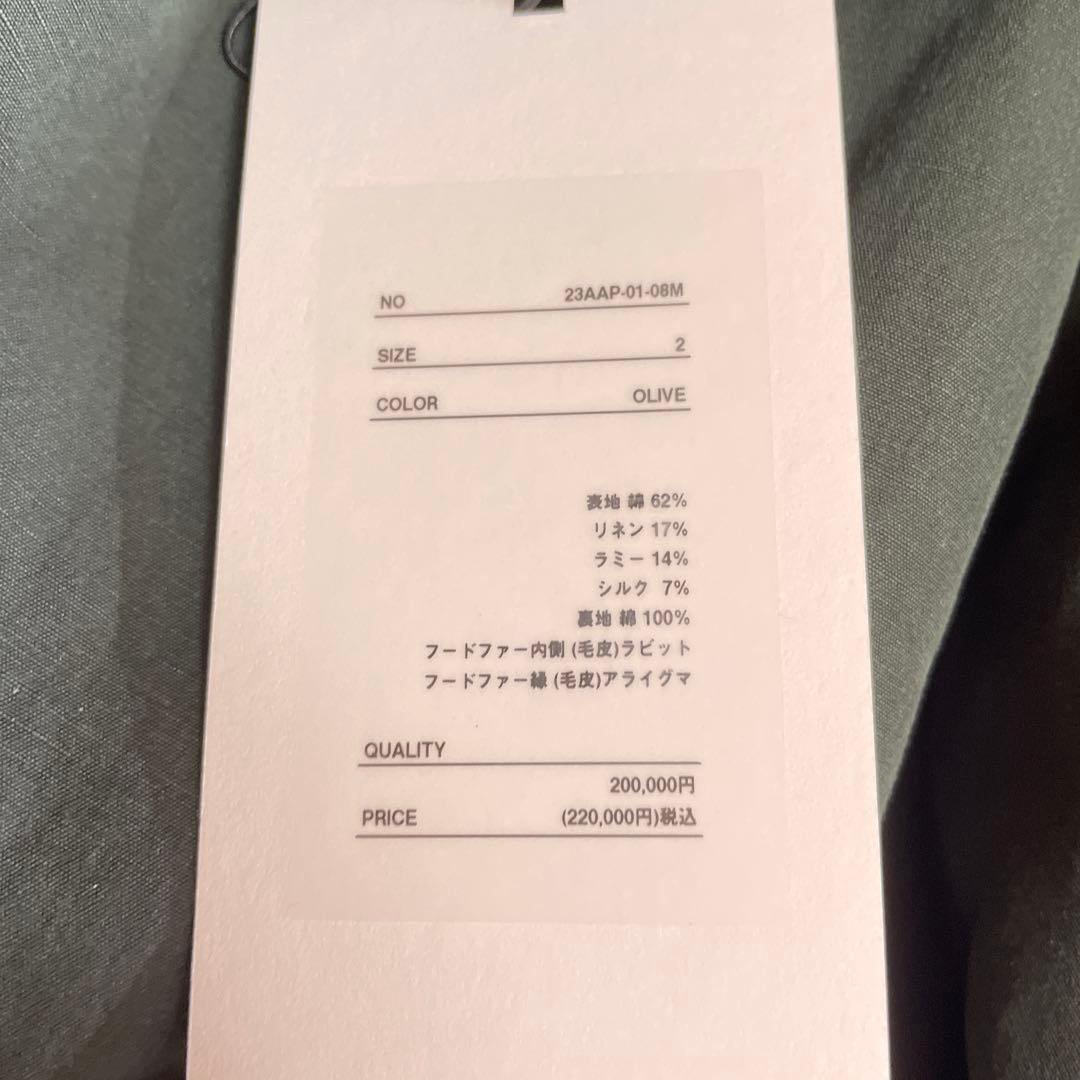 NO 23AAP-01-08M
SIZE 2
COLOR OLIVE
表地 綿 62%
リネン 17%
ラミー 14%
シルク 7%
裏地 綿 100%
フードファー内側 (毛皮)ラビット
フードファー縁 (毛皮)アライグマ
QUALITY
200,000円
PRICE (220,000円)税込